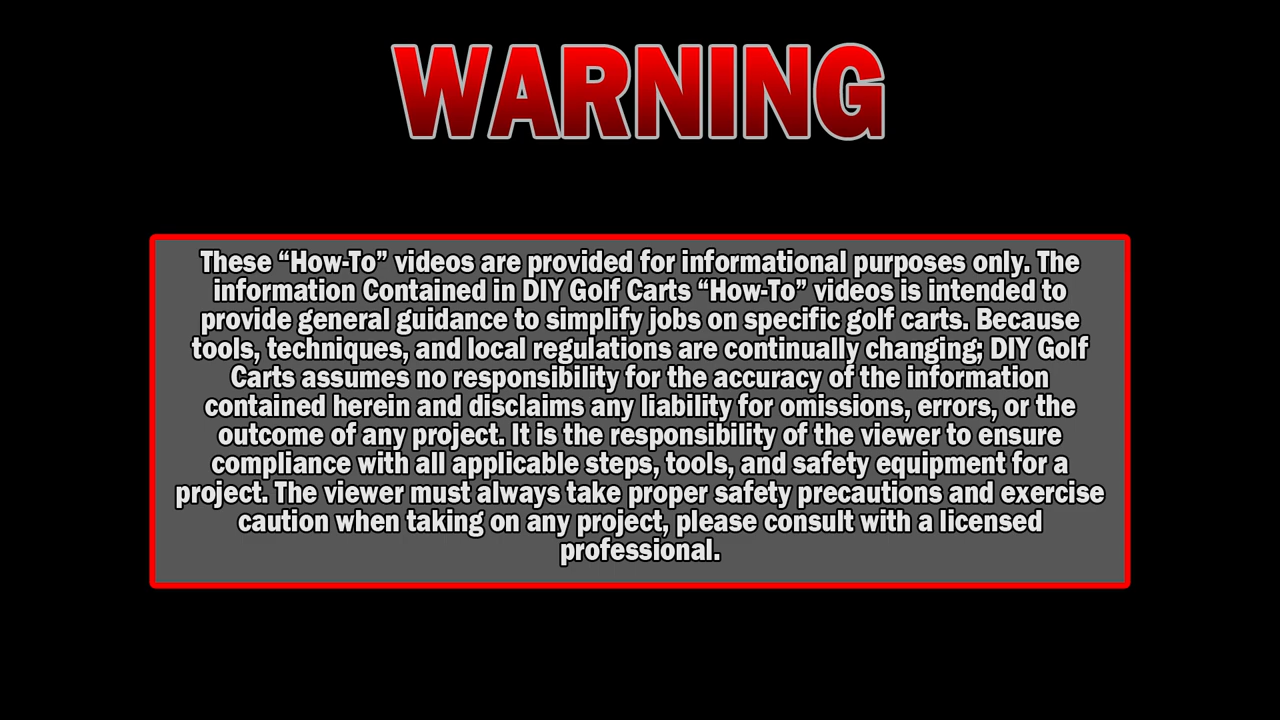 WARNING
These “How-To” videos are provided for informational purposes only. The
information Contained in DIY Golf Carts “How-To” videos is intended to
provide general guidance to simplify jobs on specific golf carts. Because
tools, techniques, and local regulations are continually changing; DIY Golf
Carts assumes no responsibility for the accuracy of the information
contained herein and disclaims any liability for omissions, errors, or the
outcome of any project. It is the responsibility of the viewer to ensure
compliance with all applicable steps, tools, and safety equipment for a
project. The viewer must always take proper safety precautions and exercise
caution when taking on any project, please consult with a licensed
professional.